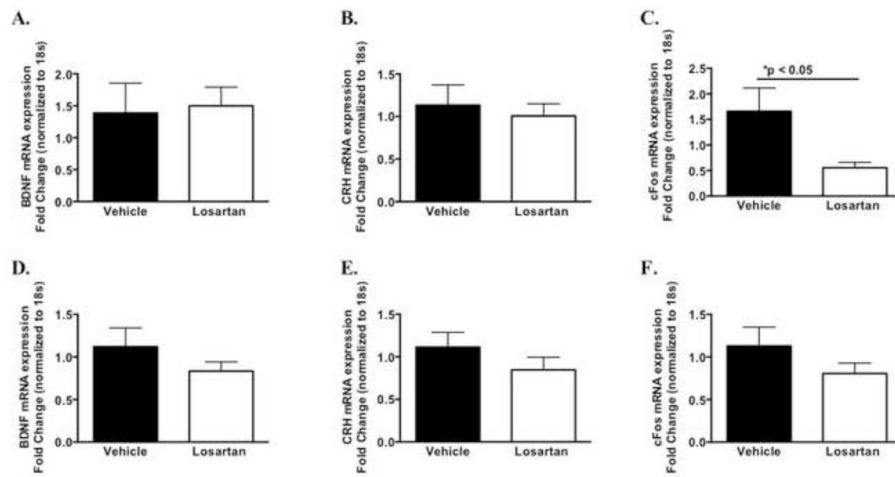 A.
BDNF mRNA expression
Fold Change (normalized to 18s)
2.0
1.5
1.0
0.5
0.0
Vehicle Losartan
B.
CRH mRNA expression
Fold Change (normalized to 18s)
1.5
1.0
0.5
0.0
Vehicle Losartan
C.
cFos mRNA expression
Fold Change (normalized to 18s)
2.5
2.0
1.5
1.0
0.5
0.0
*p < 0.05
Vehicle Losartan
D.
BDNF mRNA expression
Fold Change (normalized to 18s)
1.5
1.0
0.5
0.0
Vehicle Losartan
E.
CRH mRNA expression
Fold Change (normalized to 18s)
1.5
1.0
0.5
0.0
Vehicle Losartan
F.
cFos mRNA expression
Fold Change (normalized to 18s)
1.5
1.0
0.5
0.0
Vehicle Losartan